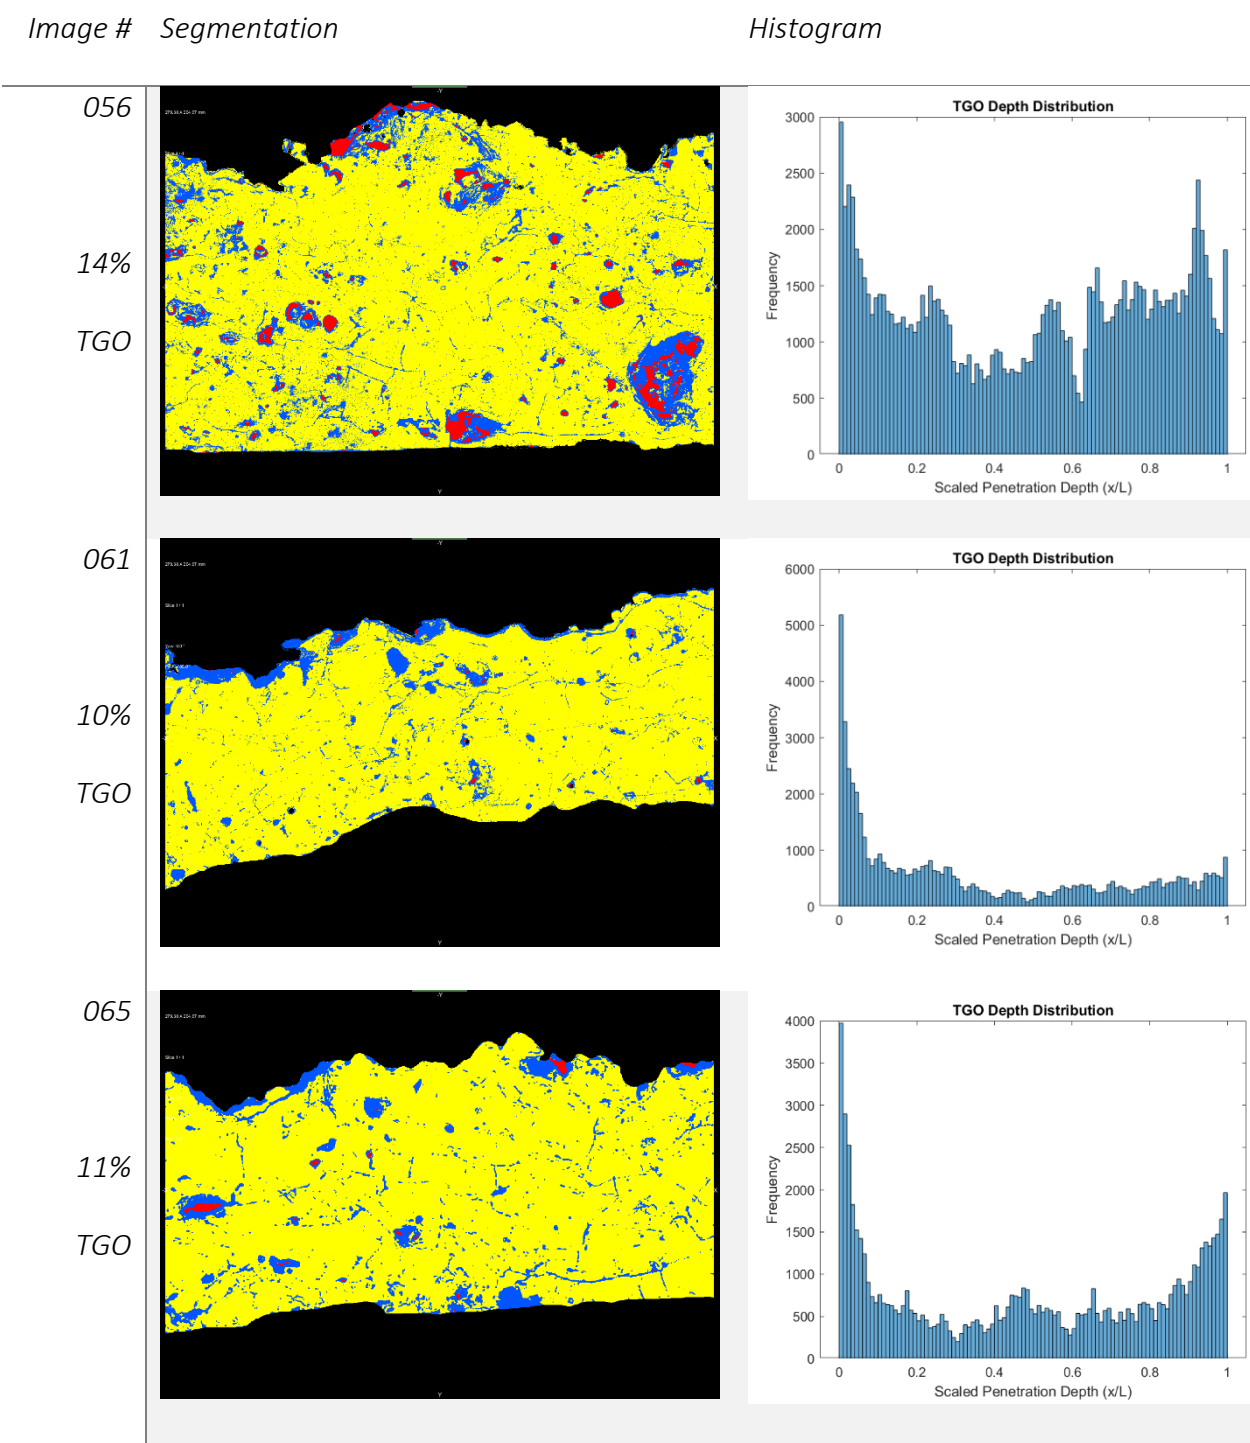 Image # Segmentation Histogram
056
14%
TGO
-Y
X
Y
TGO Depth Distribution
3000
2500
2000
1500
1000
500
0
Frequency
0 0.2 0.4 0.6 0.8 1
Scaled Penetration Depth (x/L)
061
10%
TGO
-Y
X
Y
TGO Depth Distribution
6000
5000
4000
3000
2000
1000
0
Frequency
0 0.2 0.4 0.6 0.8 1
Scaled Penetration Depth (x/L)
065
11%
TGO
-Y
X
Y
TGO Depth Distribution
4000
3500
3000
2500
2000
1500
1000
500
0
Frequency
0 0.2 0.4 0.6 0.8 1
Scaled Penetration Depth (x/L)